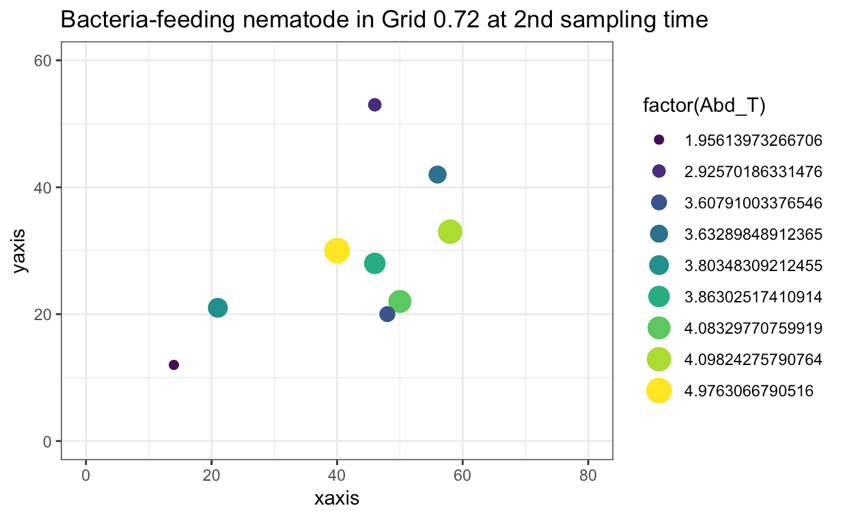 Bacteria-feeding nematode in Grid 0.72 at 2nd sampling time
60
40
20
0
yaxis
0 20 40 60 80
xaxis
factor(Abd_T)
1.95613973266706
2.92570186331476
3.60791003376546
3.63289848912365
3.80348309212455
3.86302517410914
4.08329770759919
4.09824275790764
4.9763066790516